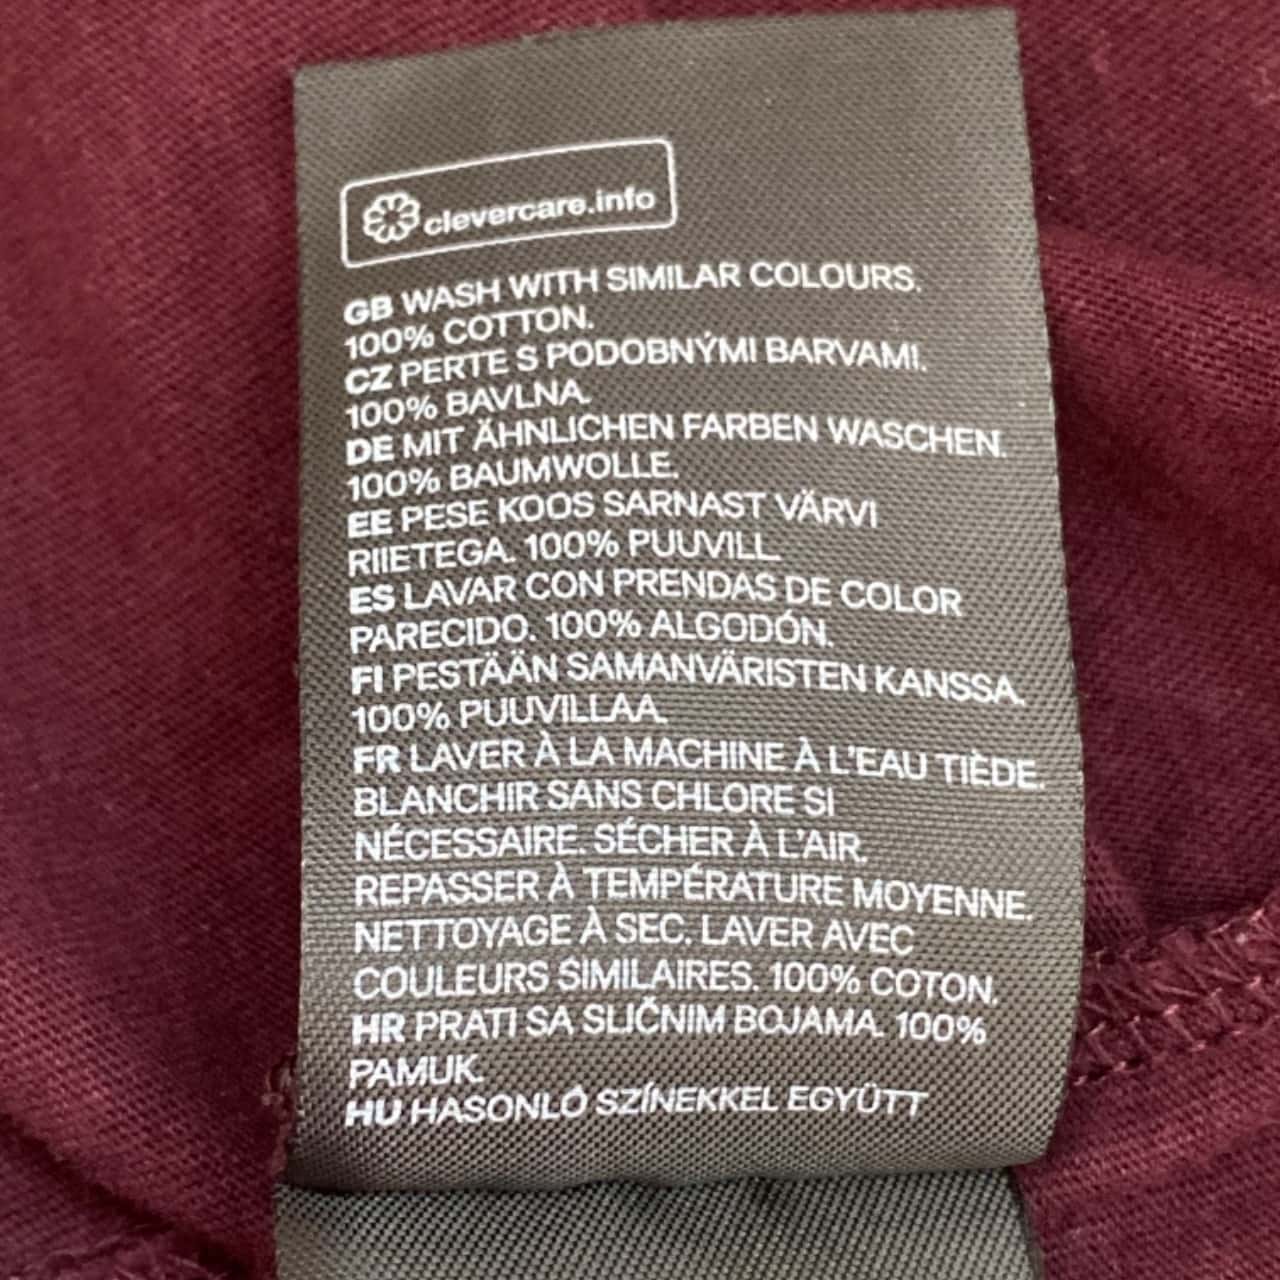 clevercare.info
GB WASH WITH SIMILAR COLOURS.
100% COTTON.
CZ PERTE S PODOBNÝMI BARVAMI.
100% BAVLNA.
DE MIT ÄHNLICHEN FARBEN WASCHEN.
100% BAUMWOLLE.
EE PESE KOOS SARNAST VÄRVI
RIIETEGA. 100% PUUVILL.
ES LAVAR CON PRENDAS DE COLOR
PARECIDO. 100% ALGODÓN.
FI PESTÄÄN SAMANVÄRISTEN KANSSA.
100% PUUVILLAA.
FR LAVER À LA MACHINE À L'EAU TIÈDE.
BLANCHIR SANS CHLORE SI
NÉCESSAIRE. SÉCHER À L'AIR.
REPASSER À TEMPÉRATURE MOYENNE.
NETTOYAGE À SEC. LAVER AVEC
COULEURS SIMILAIRES. 100% COTON.
HR PRATI SA SLIČNIM BOJAMA. 100%
PAMUK.
HU HASONLÓ SZÍNEKKEL EGYÜTT